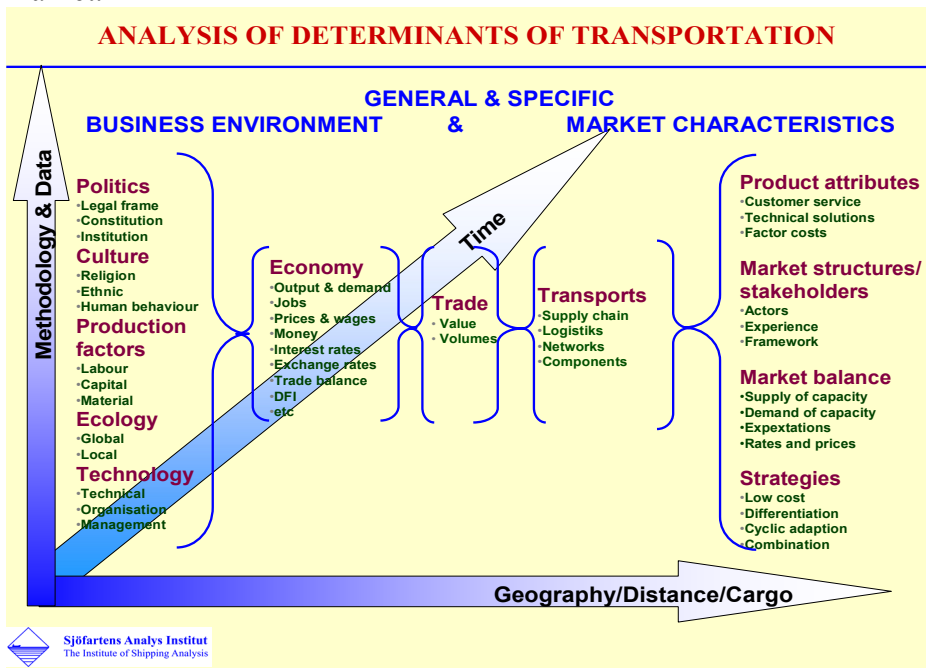 ANALYSIS OF DETERMINANTS OF TRANSPORTATION
GENERAL & SPECIFIC
BUSINESS ENVIRONMENT & MARKET CHARACTERISTICS
Methodology & Data
Politics
•Legal frame
•Constitution
•Institution
Culture
•Religion
•Ethnic
•Human behaviour
Production
factors
•Labour
•Capital
•Material
Ecology
•Global
•Local
Technology
•Technical
•Organisation
•Management
Economy
•Output & demand
•Jobs
•Prices & wages
•Money
•Interest rates
•Exchange rates
•Trade balance
•DFI
•etc
Time
Trade
• Value
• Volumes
Transports
•Supply chain
•Logistiks
•Networks
•Components
Product attributes
•Customer service
•Technical solutions
•Factor costs
Market structures/
stakeholders
•Actors
•Experience
•Framework
Market balance
•Supply of capacity
•Demand of capacity
•Expextations
•Rates and prices
Strategies
•Low cost
•Differentiation
•Cyclic adaption
•Combination
Geography/Distance/Cargo
Sjöfartens Analys Institut
The Institute of Shipping Analysis